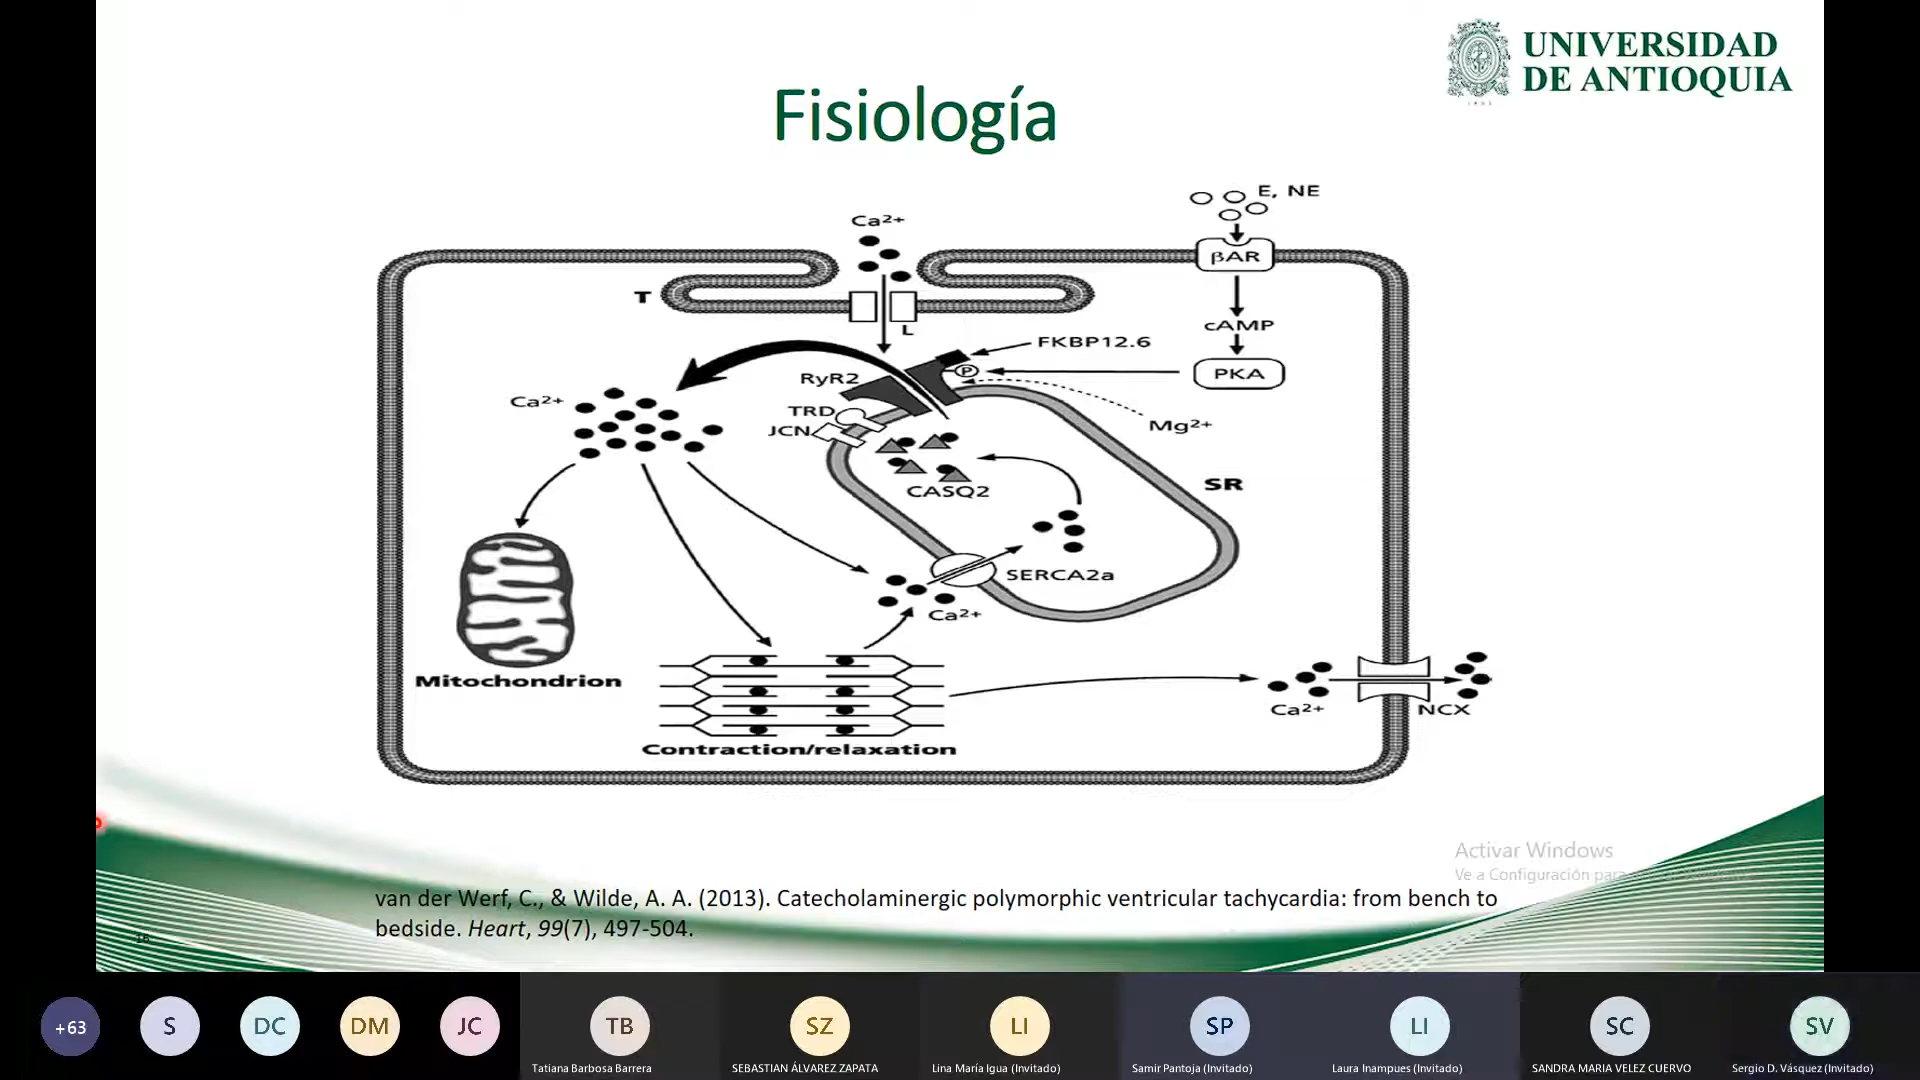 UNIVERSIDAD
DE ANTIOQUIA
1803
Fisiología
E, NE
Ca²⁺
βAR
T
L
cAMP
FKBP12.6
P
PKA
RyR2
Ca²⁺
TRD
JCN
Mg²⁺
CASQ2
SR
SERCA2a
Ca²⁺
Mitochondrion
Ca²⁺
NCX
Contraction/relaxation
Activar Windows
Ve a Configuración para
van der Werf, C., & Wilde, A. A. (2013). Catecholaminergic polymorphic ventricular tachycardia: from bench to
bedside. Heart, 99(7), 497-504.
+63
S
DC
DM
JC
TB
SZ
LI
SP
LI
SC
SV
Tatiana Barbosa Barrera
SEBASTIAN ÁLVAREZ ZAPATA
Lina María Igua (Invitado)
Samir Pantoja (Invitado)
Laura Inampues (Invitado)
SANDRA MARIA VELEZ CUERVO
Sergio D. Vásquez (Invitado)